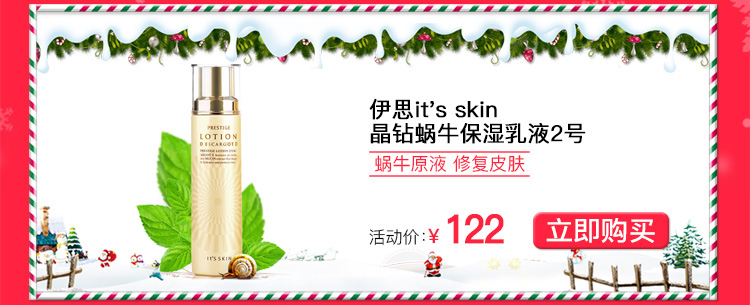 伊思it's skin
晶钻蜗牛保湿乳液2号
蜗牛原液 修复皮肤
活动价:¥ 122
立即购买
PRESTIGE
LOTION
D'ESCARGOT
IT'S SKIN